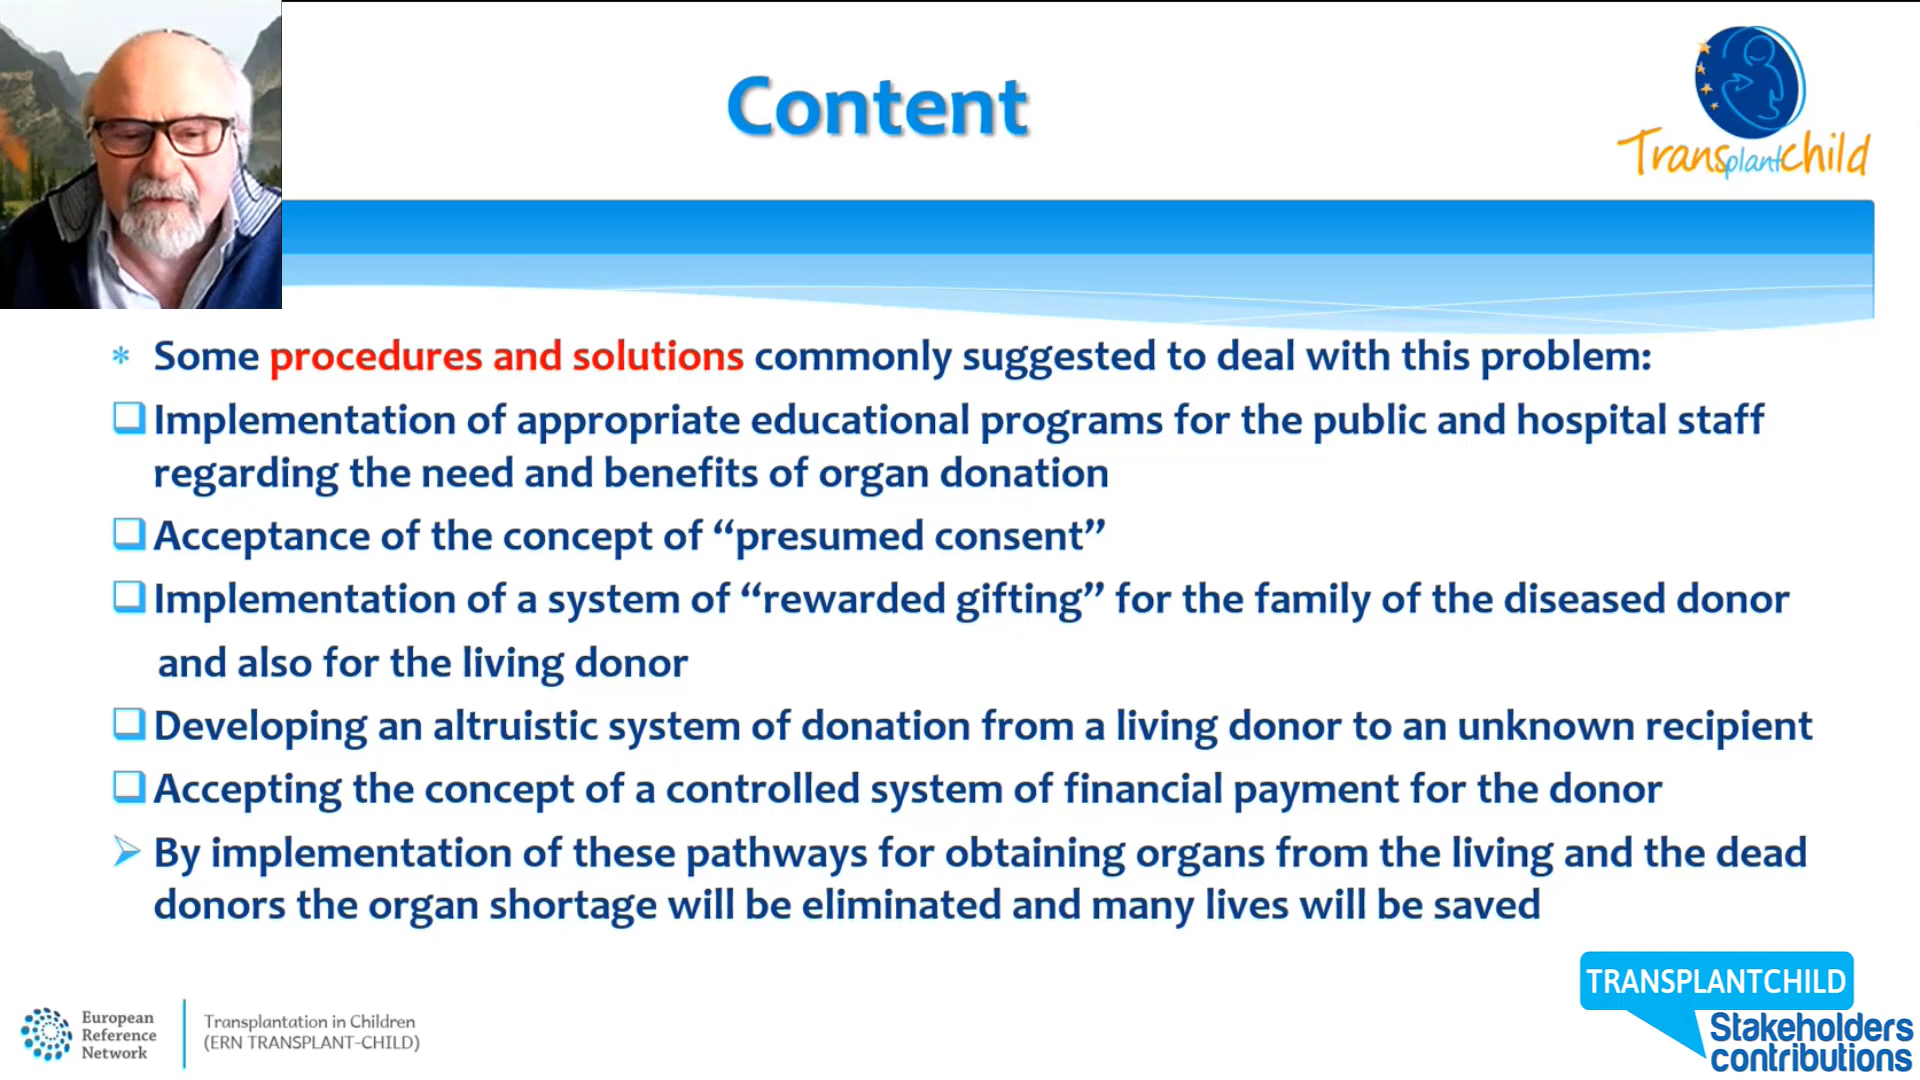 Content
Transplantchild
* Some procedures and solutions commonly suggested to deal with this problem:
❑ Implementation of appropriate educational programs for the public and hospital staff
regarding the need and benefits of organ donation
❑ Acceptance of the concept of “presumed consent”
❑ Implementation of a system of “rewarded gifting” for the family of the diseased donor
and also for the living donor
❑ Developing an altruistic system of donation from a living donor to an unknown recipient
❑ Accepting the concept of a controlled system of financial payment for the donor
➢ By implementation of these pathways for obtaining organs from the living and the dead
donors the organ shortage will be eliminated and many lives will be saved
European
Reference
Network
Transplantation in Children
(ERN TRANSPLANT-CHILD)
TRANSPLANTCHILD
Stakeholders
contributions